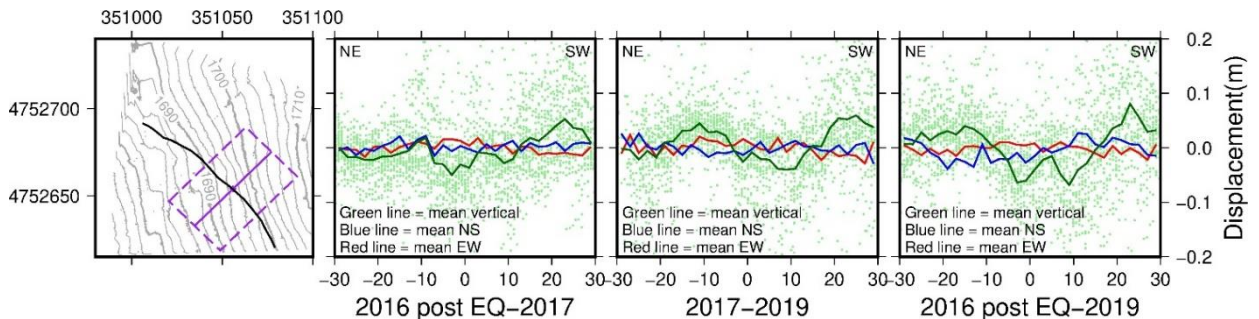 351000 351050 351100
4752700
4752650
1700
1690
1710
1690
NE SW
Green line = mean vertical
Blue line = mean NS
Red line = mean EW
−30 −20 −10 0 10 20 30
2016 post EQ−2017
NE SW
Green line = mean vertical
Blue line = mean NS
Red line = mean EW
−20 −10 0 10 20 30
2017−2019
NE SW
Green line = mean vertical
Blue line = mean NS
Red line = mean EW
−30 −20 −10 0 10 20 30
2016 post EQ−2019
0.2
0.1
0.0
−0.1
−0.2
Displacement(m)